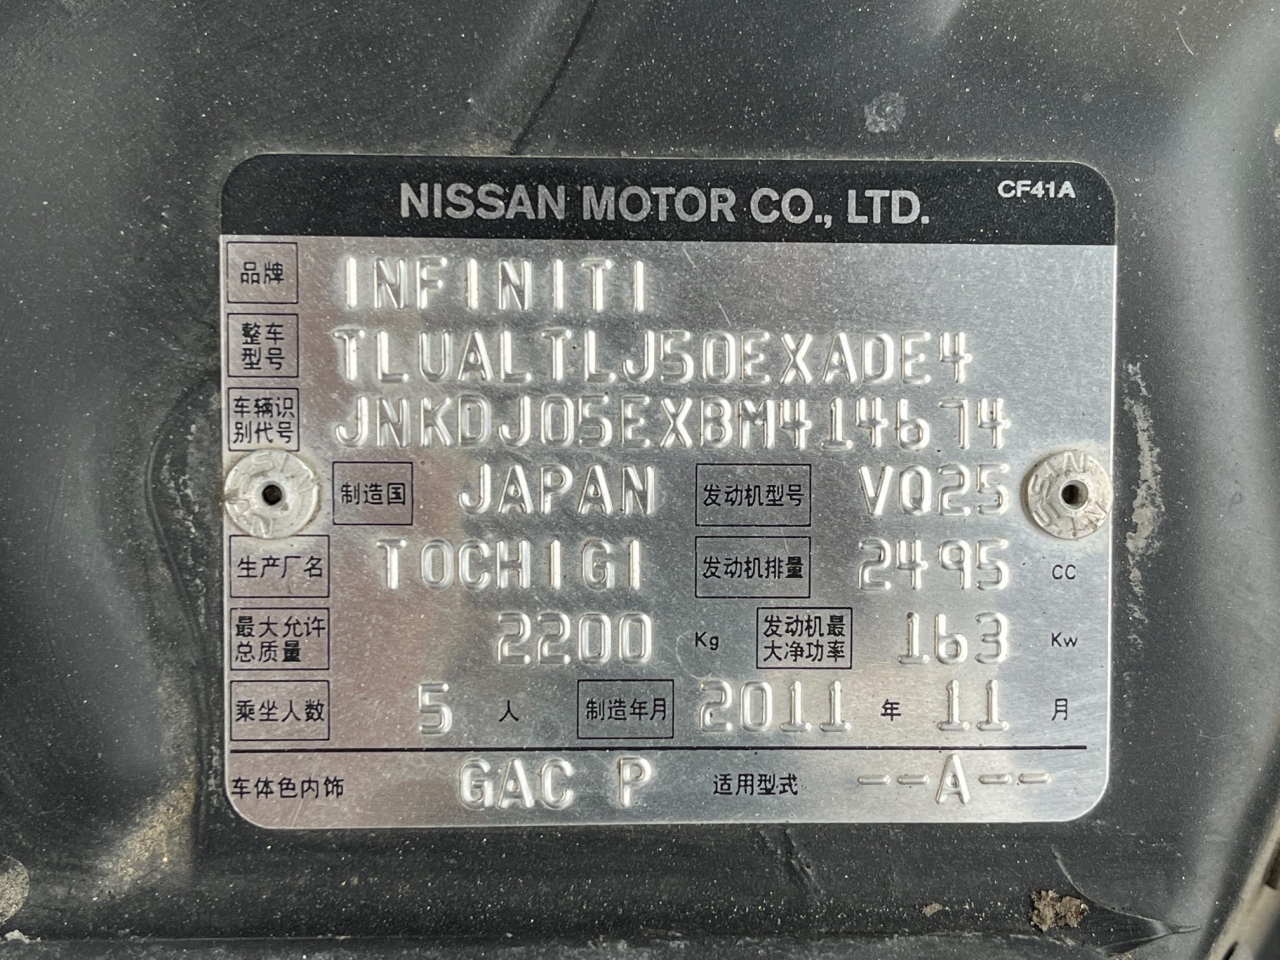 NISSAN MOTOR CO., LTD. CF41A
品牌 INFINITI
整车型号 TLUALTLJ50EXADE4
车辆识别代号 JNKDJ05EXBM414674
制造国 JAPAN 发动机型号 VQ25
生产厂名 TOCHIGI 发动机排量 2495 CC
最大允许总质量 2200 Kg 发动机最大净功率 163 Kw
乘坐人数 5 人 制造年月 2011 年 11 月
车体色内饰 GAC P 适用型式 --A--